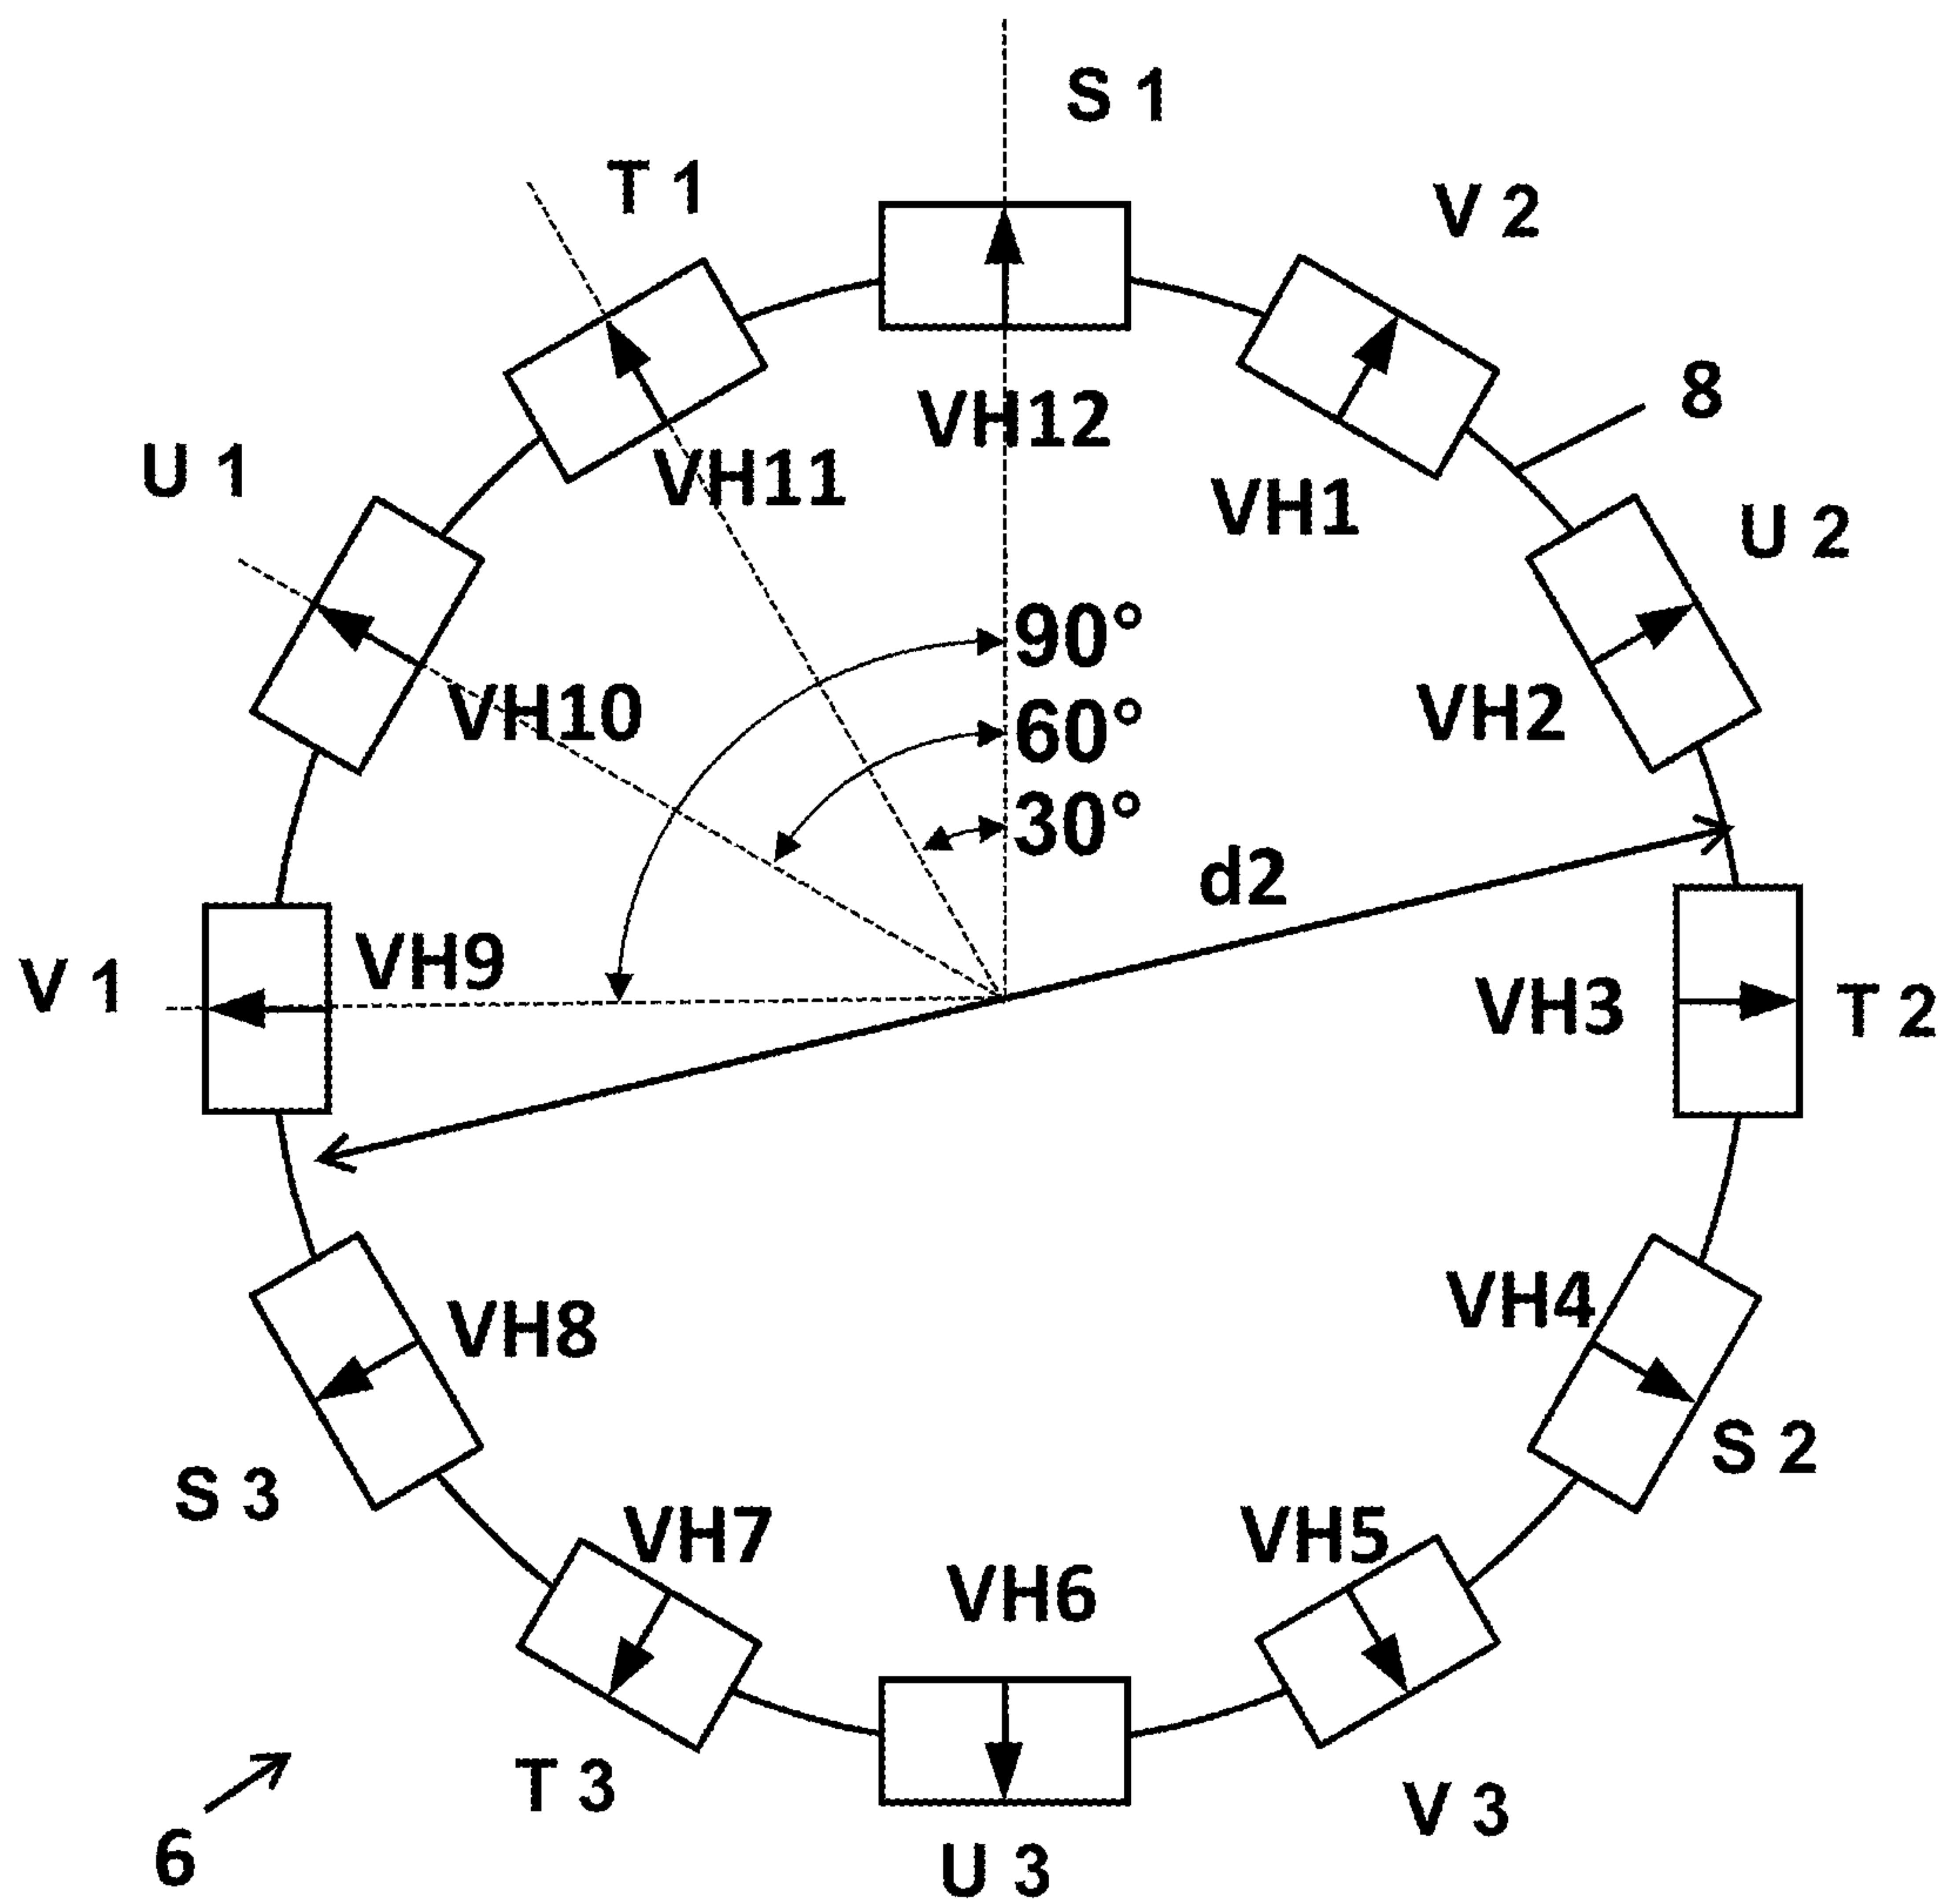 S 1
T 1
V 2
8
VH12
U 1
VH11
VH1
U 2
90°
VH10
60°
VH2
30°
d2
V 1
VH9
VH3
T 2
VH8
VH4
S 2
S 3
VH7
VH5
VH6
T 3
V 3
6
U 3